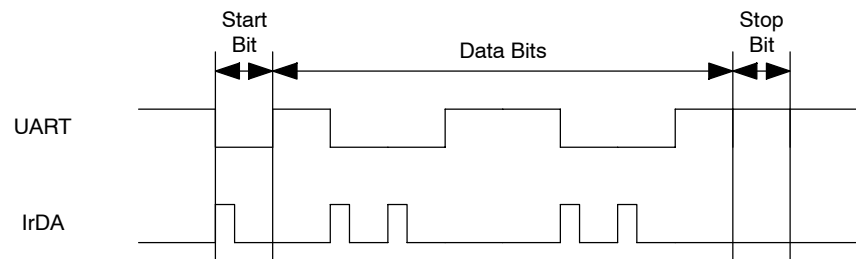 Start
Bit
Data Bits
Stop
Bit
UART
IrDA